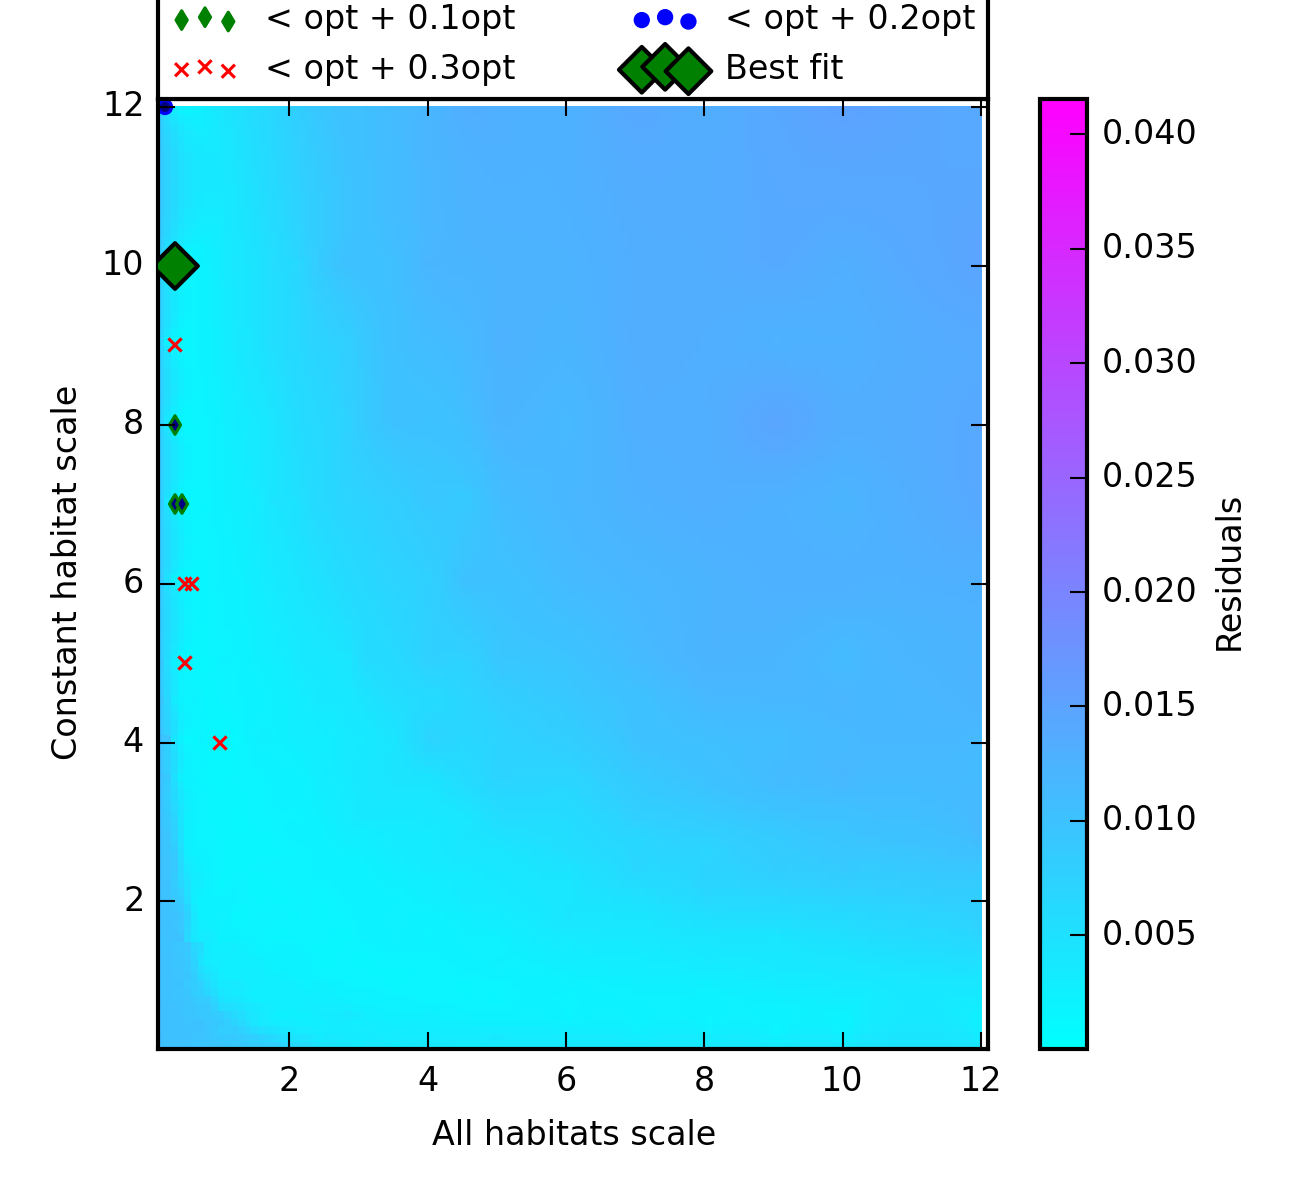 < opt + 0.1opt < opt + 0.2opt
< opt + 0.3opt Best fit
12
10
8
6
4
2
Constant habitat scale
2 4 6 8 10 12
All habitats scale
0.040
0.035
0.030
0.025
0.020
0.015
0.010
0.005
Residuals